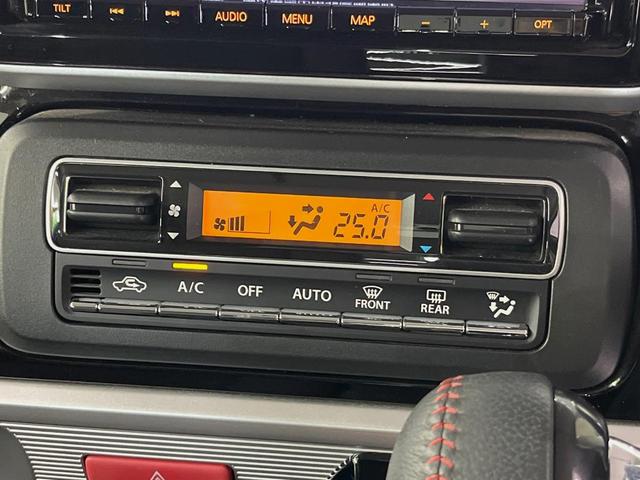 TILT AUDIO MENU MAP - + OPT
A/C
25.0
A/C OFF AUTO FRONT REAR